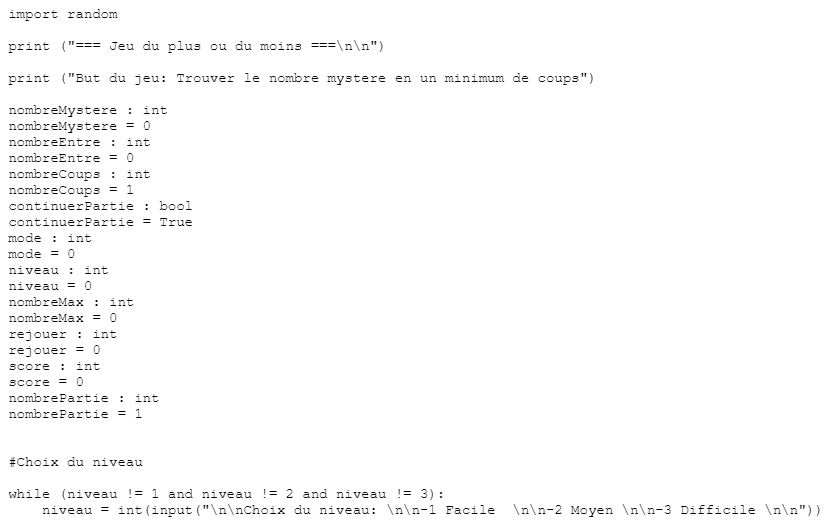 import random
print ("=== Jeu du plus ou du moins ===\n\n")
print ("But du jeu: Trouver le nombre mystere en un minimum de coups")
nombreMystere : int
nombreMystere = 0
nombreEntre : int
nombreEntre = 0
nombreCoups : int
nombreCoups = 1
continuerPartie : bool
continuerPartie = True
mode : int
mode = 0
niveau : int
niveau = 0
nombreMax : int
nombreMax = 0
rejouer : int
rejouer = 0
score : int
score = 0
nombrePartie : int
nombrePartie = 1
#Choix du niveau
while (niveau != 1 and niveau != 2 and niveau != 3):
    niveau = int(input("\n\nChoix du niveau: \n\n-1 Facile  \n\n-2 Moyen \n\n-3 Difficile \n\n"))